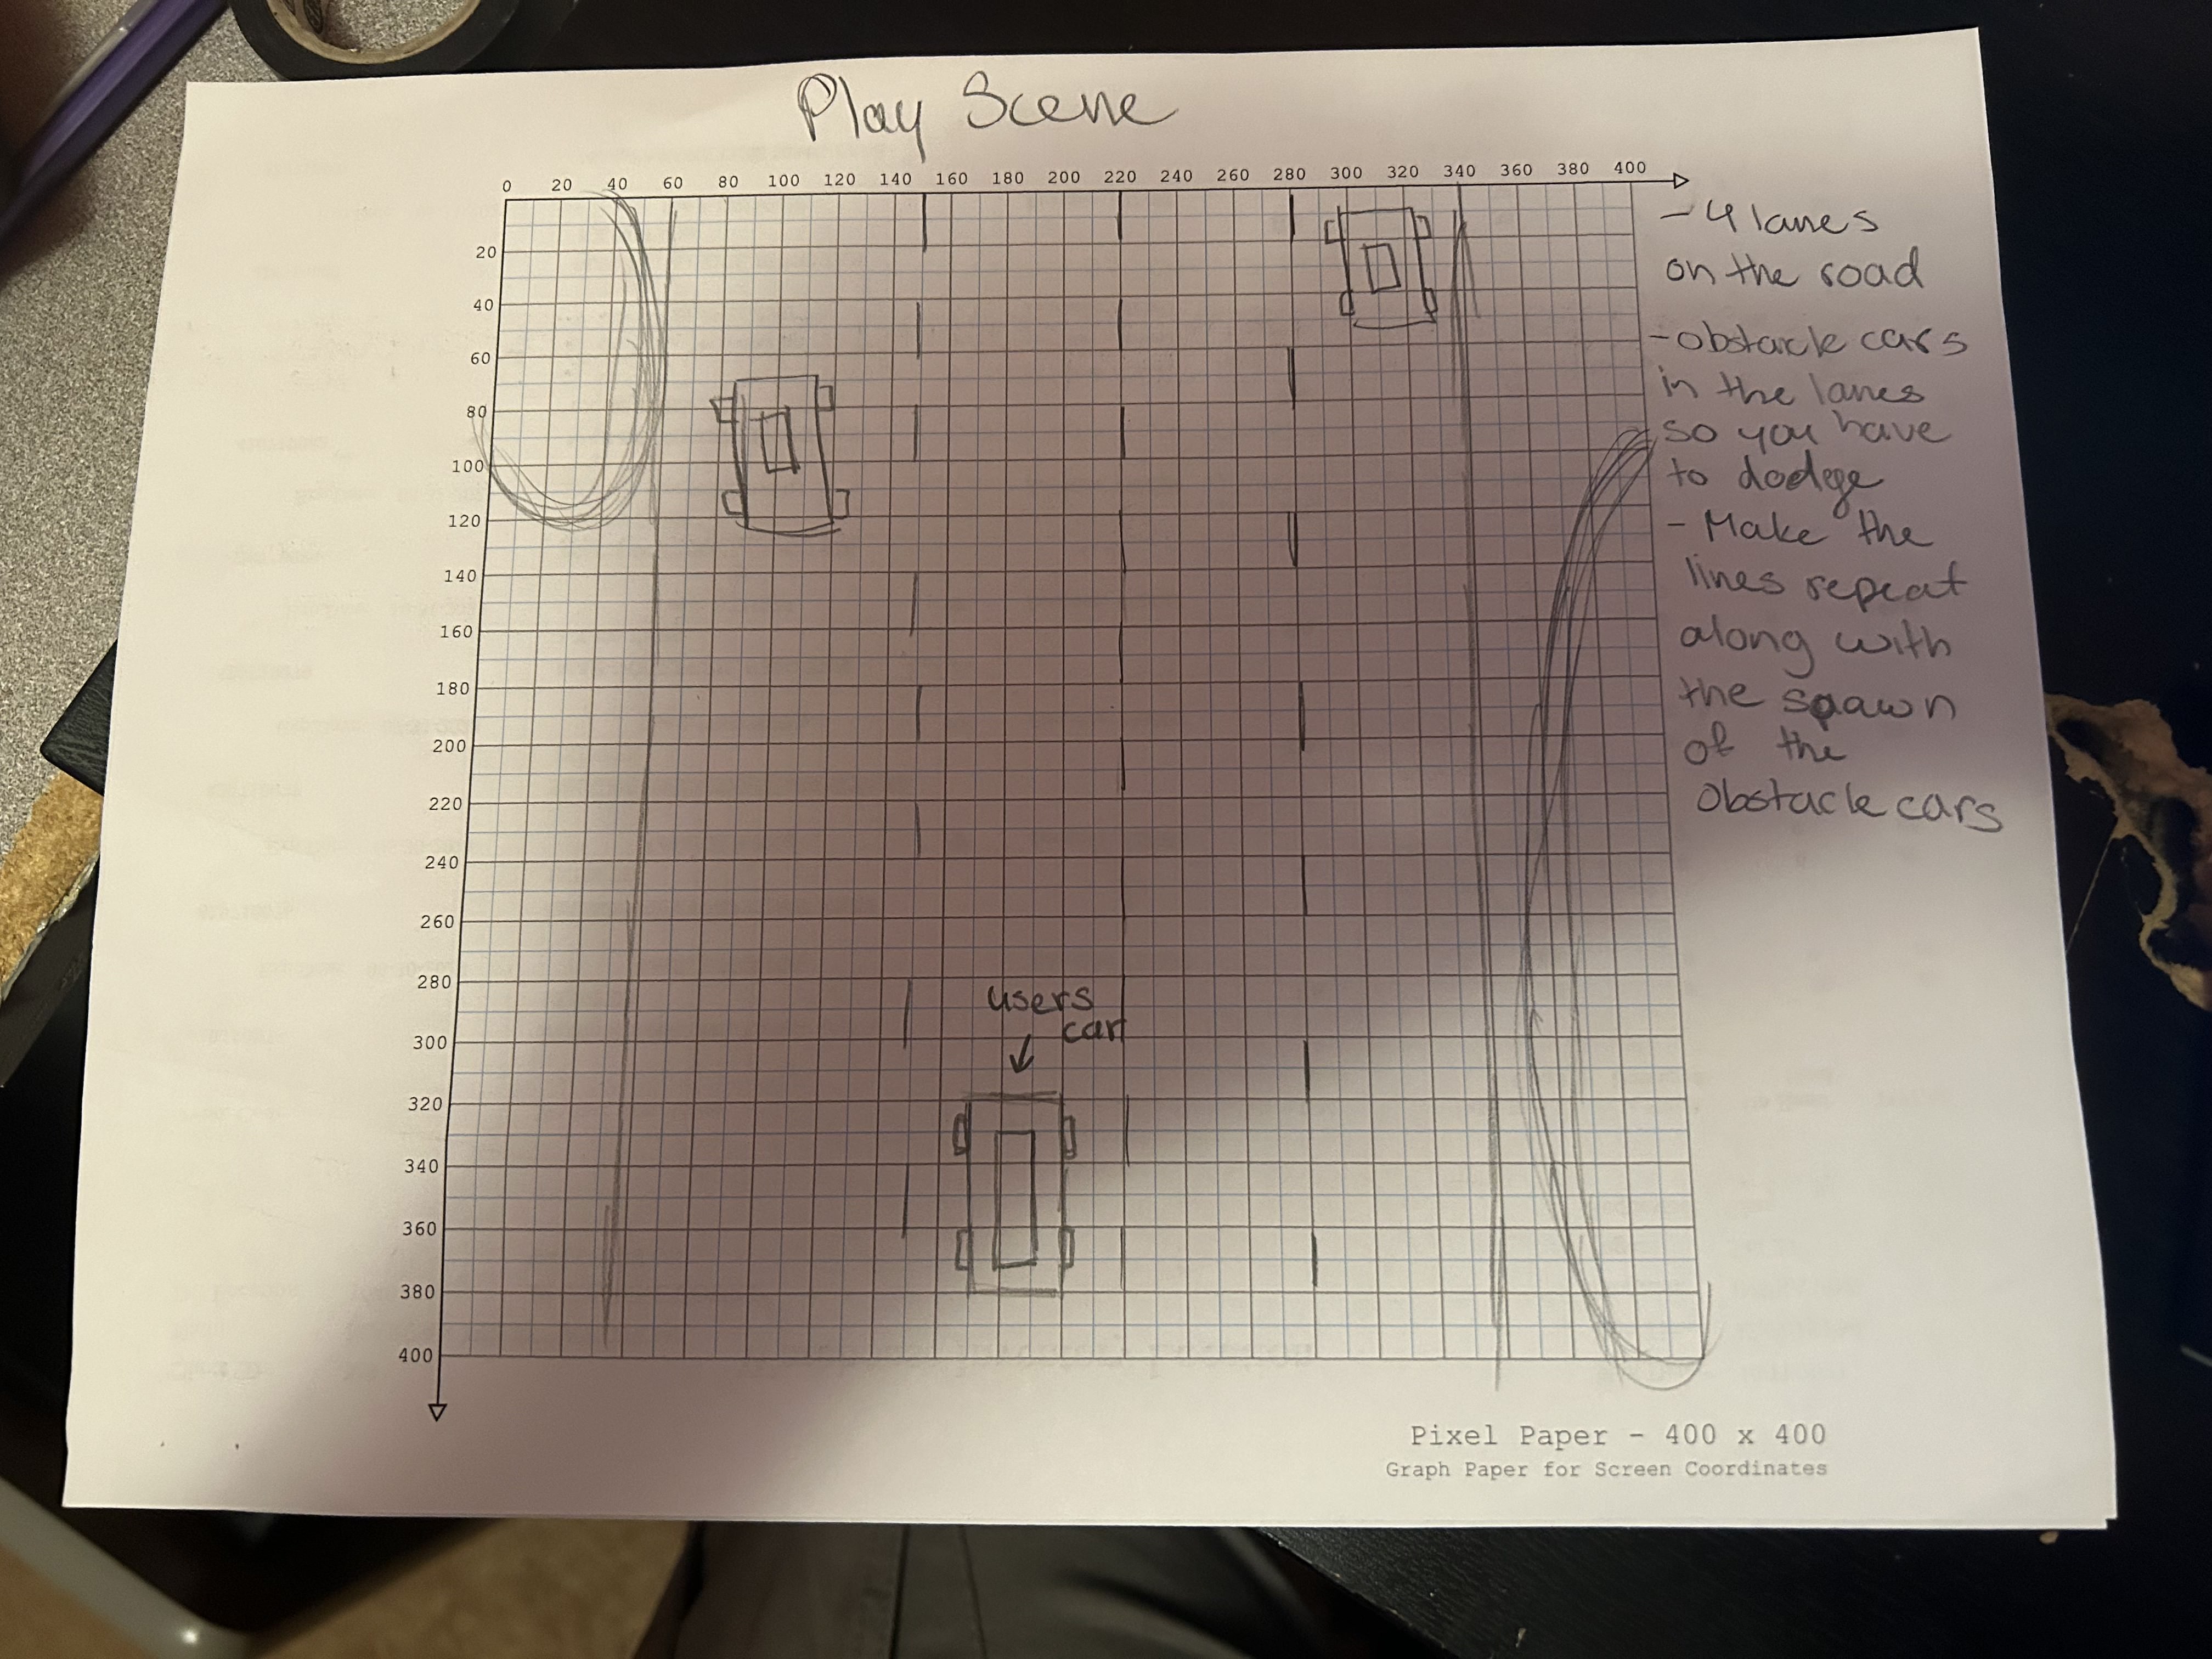 Play Scene
0 20 40 60 80 100 120 140 160 180 200 220 240 260 280 300 320 340 360 380 400
20
40
60
80
100
120
140
160
180
200
220
240
260
280
300
320
340
360
380
400
users
car
- 4 lanes
on the road
- obstacle cars
in the lanes
so you have
to dodge
- Make the
lines repeat
along with
the spawn
of the
obstacle cars
Pixel Paper - 400 x 400
Graph Paper for Screen Coordinates